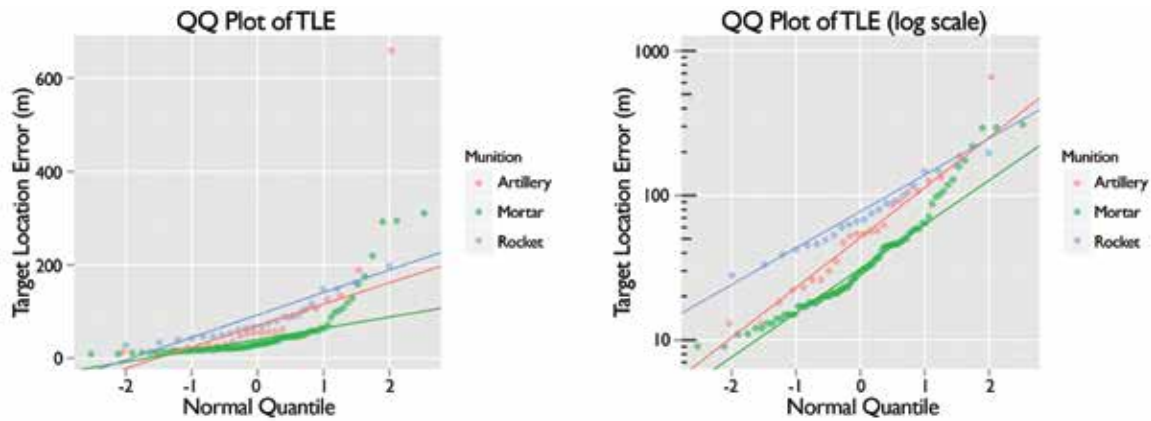 QQ Plot of TLE
600
400
200
0
Target Location Error (m)
-2 -1 0 1 2
Normal Quantile
Munition
Artillery
Mortar
Rocket
QQ Plot of TLE (log scale)
1000
100
10
Target Location Error (m)
-2 -1 0 1 2
Normal Quantile
Munition
Artillery
Mortar
Rocket